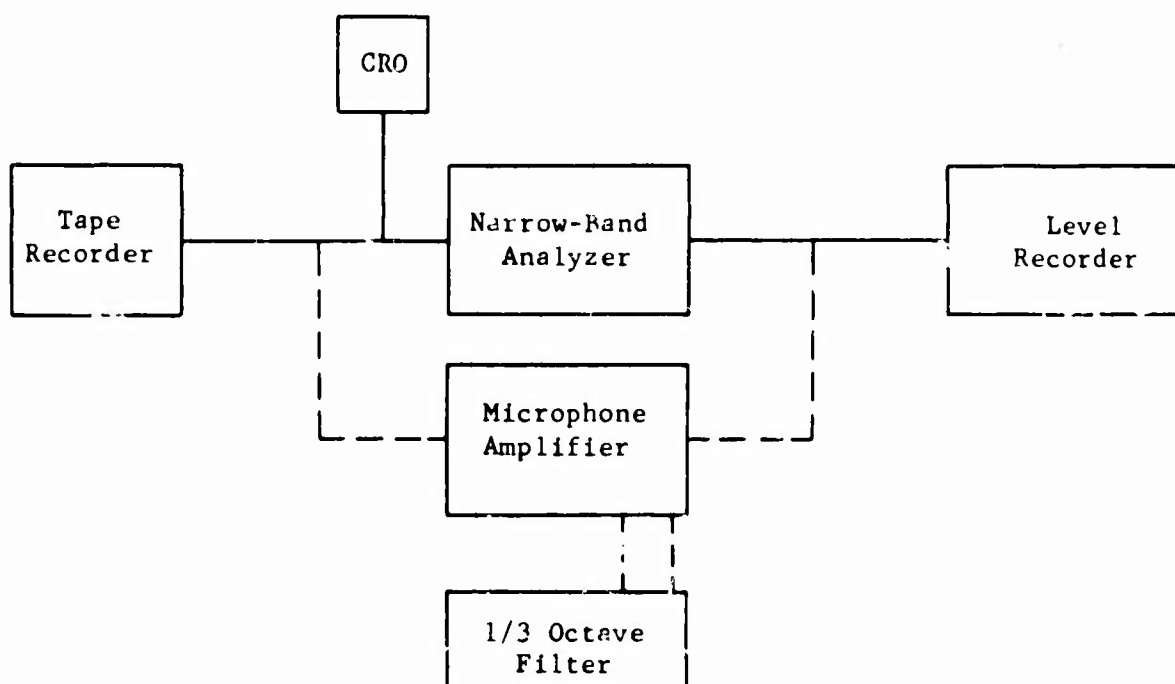 CRO
Tape
Recorder
Narrow-Band
Analyzer
Level
Recorder
Microphone
Amplifier
1/3 Octave
Filter